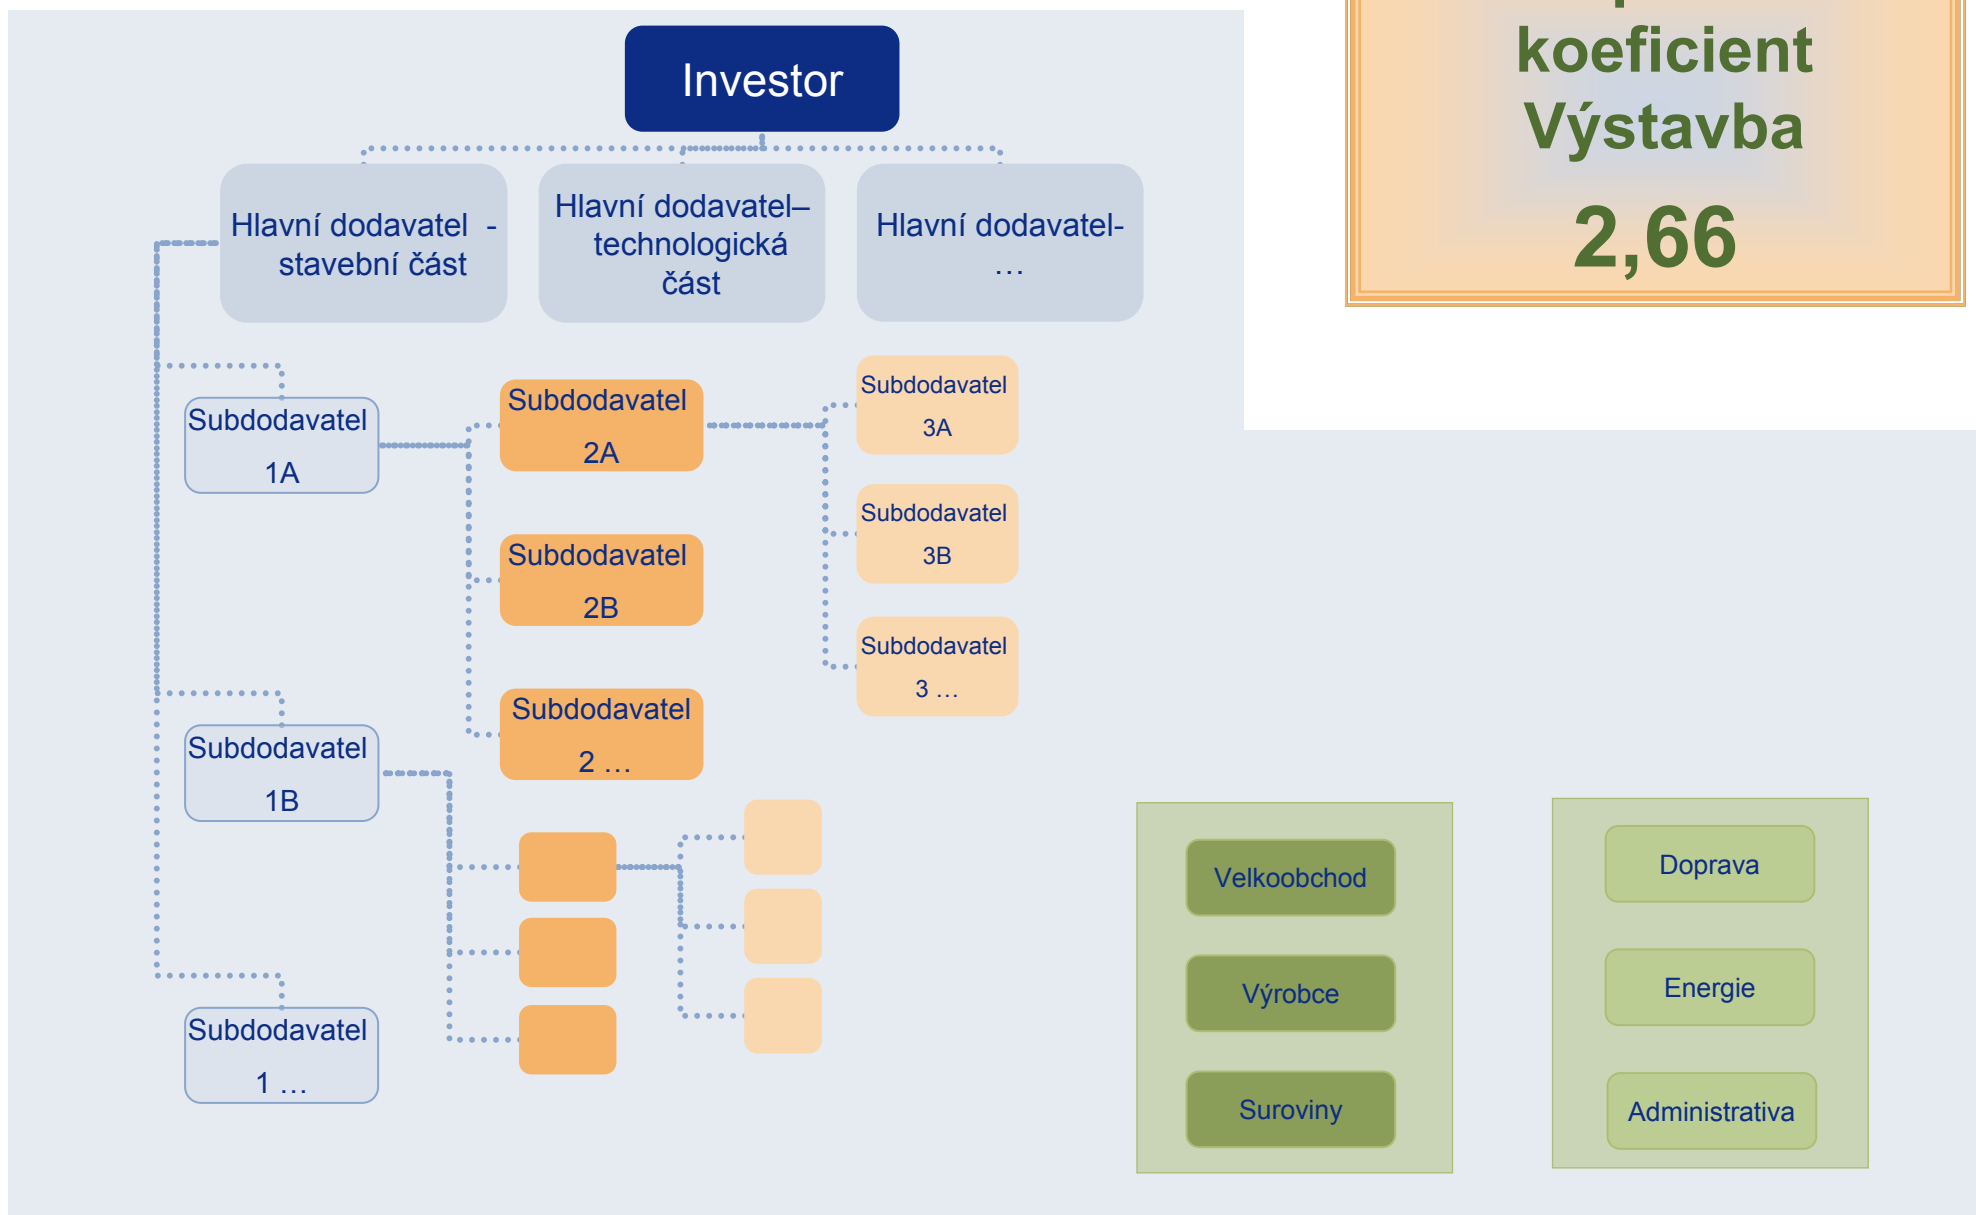 koeficient
Výstavba
2,66
Investor
Hlavní dodavatel -
stavební část
Hlavní dodavatel–
technologická
část
Hlavní dodavatel-
…
Subdodavatel
1A
Subdodavatel
2A
Subdodavatel
3A
Subdodavatel
3B
Subdodavatel
2B
Subdodavatel
3 …
Subdodavatel
2 …
Subdodavatel
1B
Subdodavatel
1 …
Velkoobchod
Výrobce
Suroviny
Doprava
Energie
Administrativa